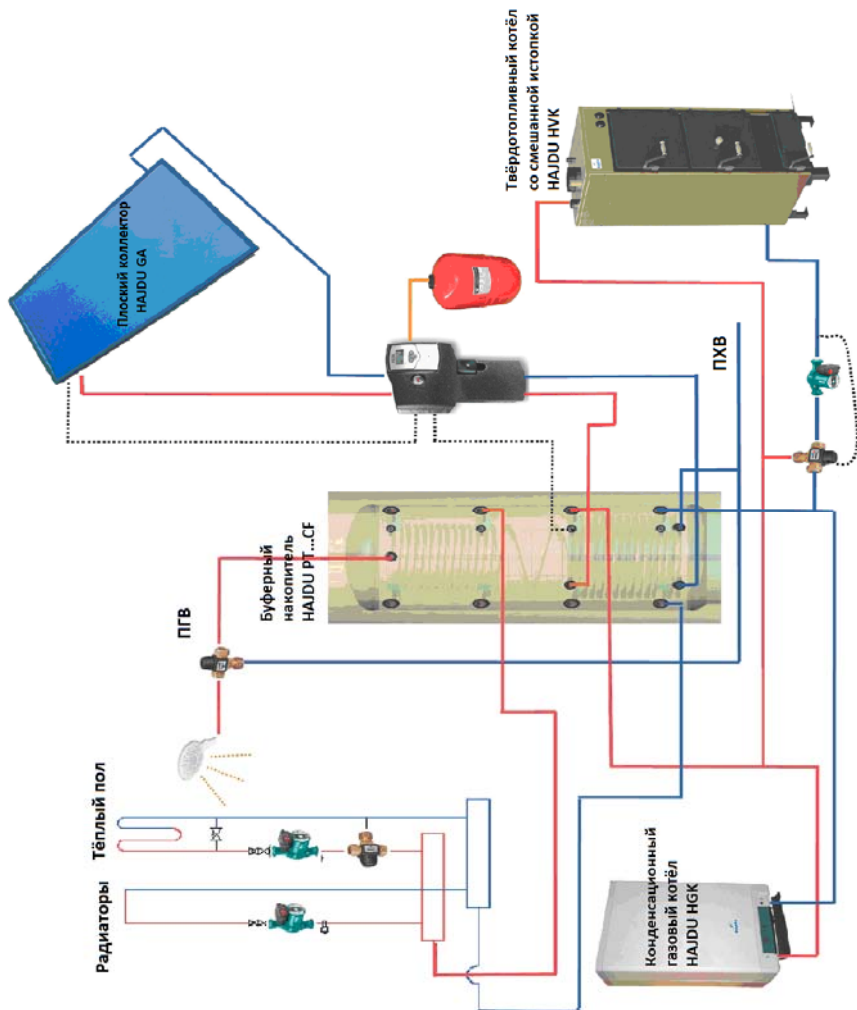 Плоский коллектор
HAJDU GA
Твёрдотопливный котёл
со смешанной истопкой
HAJDU HVK
ПХВ
Буферный
накопитель
HAJDU PT...CF
ПГВ
Тёплый пол
Радиаторы
Конденсационный
газовый котёл
HAJDU HGK